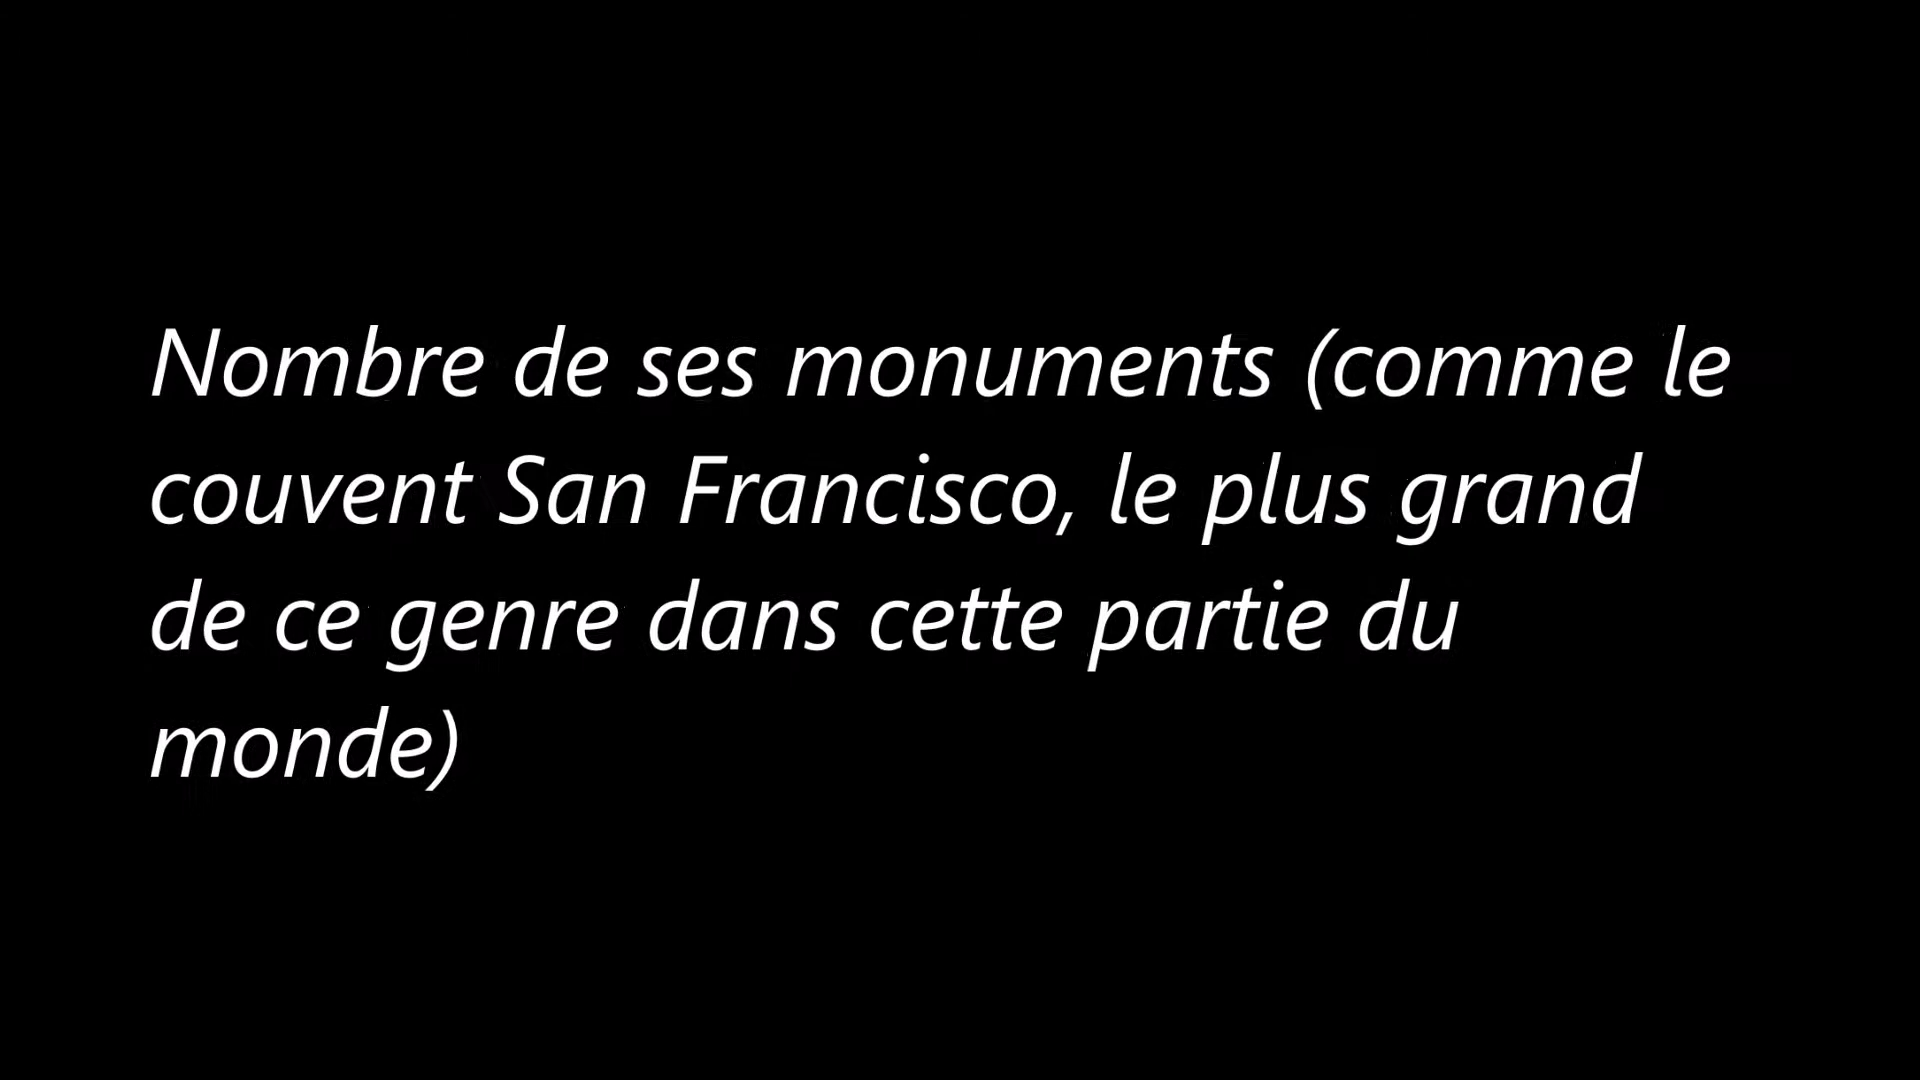 Nombre de ses monuments (comme le
couvent San Francisco, le plus grand
de ce genre dans cette partie du
monde)